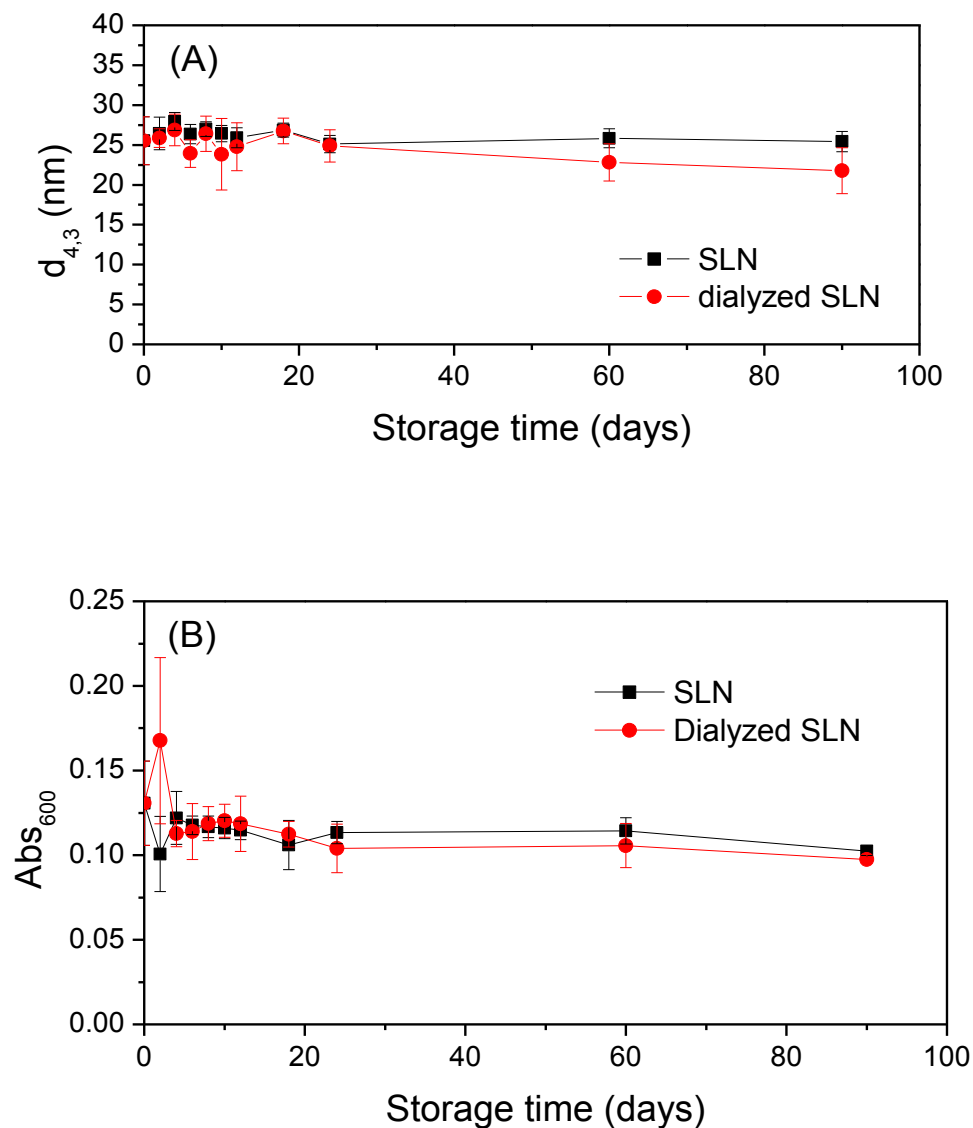 (A)
40
35
30
25
20
15
10
5
0
d4,3 (nm)
SLN
dialyzed SLN
0 20 40 60 80 100
Storage time (days)
(B)
0.25
0.20
0.15
0.10
0.05
0.00
Abs600
SLN
Dialyzed SLN
0 20 40 60 80 100
Storage time (days)